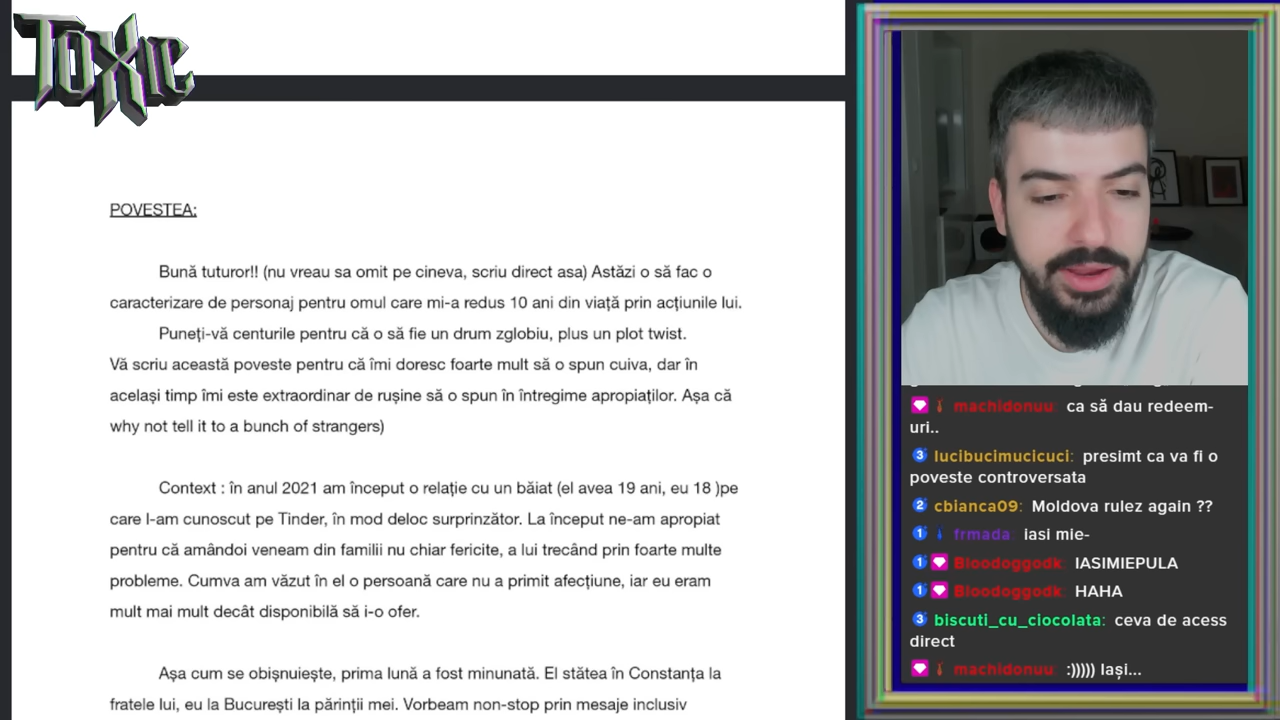 TOXIC
POVESTEA:
Bună tuturor!! (nu vreau sa omit pe cineva, scriu direct asa) Astăzi o să fac o
caracterizare de personaj pentru omul care mi-a redus 10 ani din viață prin acțiunile lui.
Puneți-vă centurile pentru că o să fie un drum zglobiu, plus un plot twist.
Vă scriu această poveste pentru că îmi doresc foarte mult să o spun cuiva, dar în
același timp îmi este extraordinar de rușine să o spun în întregime apropiaților. Așa că
why not tell it to a bunch of strangers)
Context : în anul 2021 am început o relație cu un băiat (el avea 19 ani, eu 18 )pe
care l-am cunoscut pe Tinder, în mod deloc surprinzător. La început ne-am apropiat
pentru că amândoi veneam din familii nu chiar fericite, a lui trecând prin foarte multe
probleme. Cumva am văzut în el o persoană care nu a primit afecțiune, iar eu eram
mult mai mult decât disponibilă să i-o ofer.
Așa cum se obișnuiește, prima lună a fost minunată. El stătea în Constanța la
fratele lui, eu la București la părinții mei. Vorbeam non-stop prin mesaje inclusiv
machidonuu: ca să dau redeem-
uri..
3 lucibucimucicuci: presimt ca va fi o
poveste controversata
2 cbianca09: Moldova rulez again ??
1 frmada: iasi mie-
1 Bloodoggodk: IASIMIEPULA
1 Bloodoggodk: HAHA
3 biscuti_cu_ciocolata: ceva de acess
direct
machidonuu: :))))) Iași...